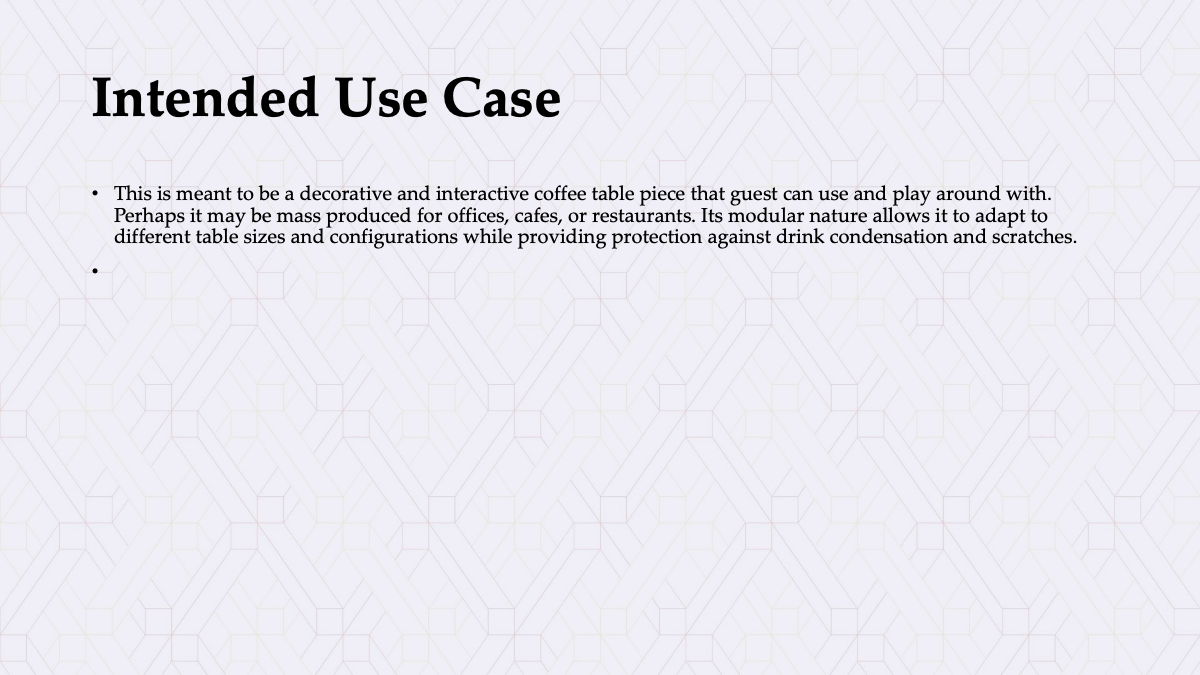 Intended Use Case
• This is meant to be a decorative and interactive coffee table piece that guest can use and play around with.
Perhaps it may be mass produced for offices, cafes, or restaurants. Its modular nature allows it to adapt to
different table sizes and configurations while providing protection against drink condensation and scratches.
•